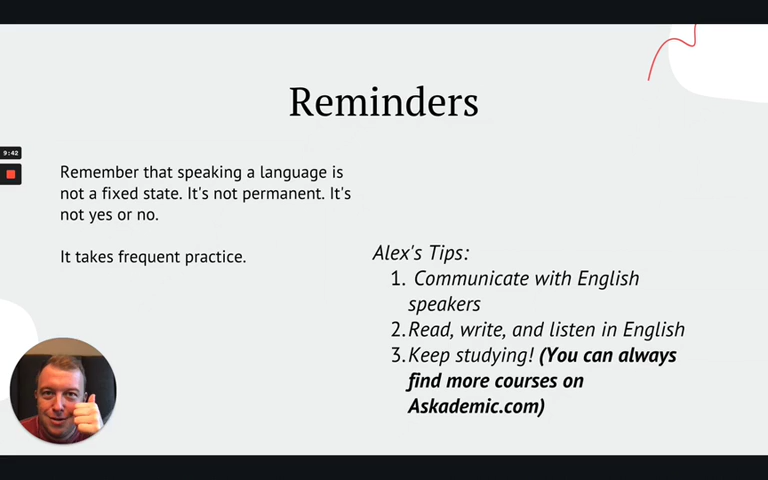 Reminders
9:42
Remember that speaking a language is
not a fixed state. It's not permanent. It's
not yes or no.
It takes frequent practice.
Alex's Tips:
1. Communicate with English
speakers
2. Read, write, and listen in English
3. Keep studying! (You can always
find more courses on
Askademic.com)